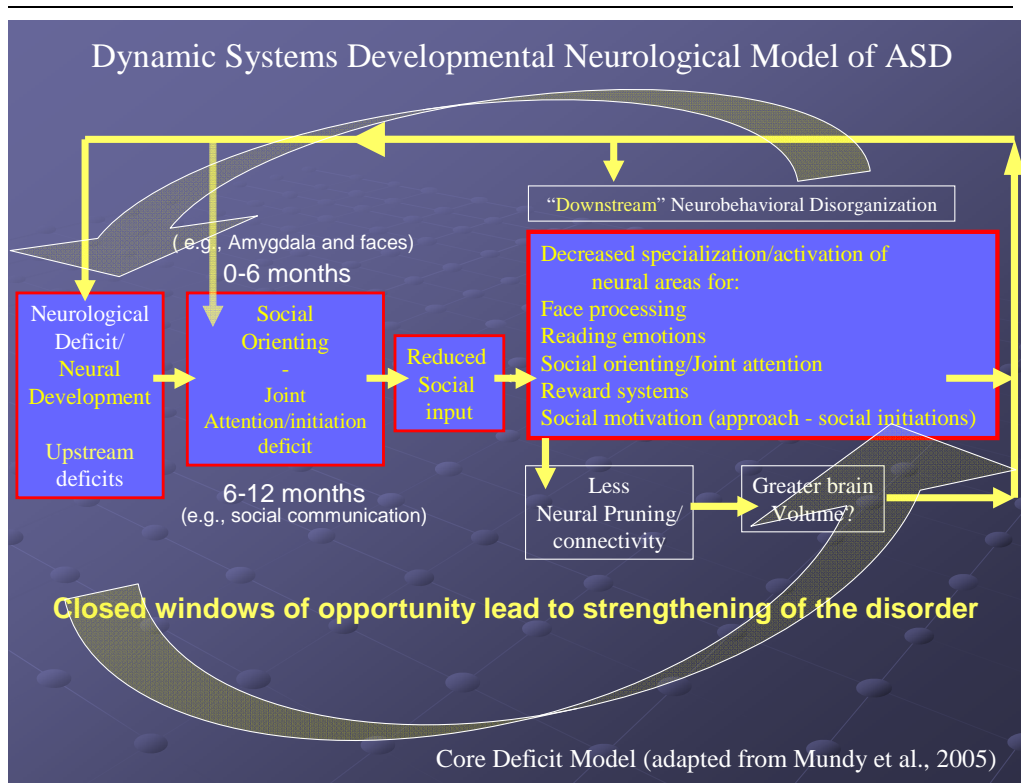 Dynamic Systems Developmental Neurological Model of ASD
“Downstream” Neurobehavioral Disorganization
( e.g., Amygdala and faces)
0-6 months
Neurological
Deficit/
Neural
Development
Upstream
deficits
Social
Orienting
-
Joint
Attention/initiation
deficit
6-12 months
(e.g., social communication)
Reduced
Social
input
Decreased specialization/activation of
neural areas for:
Face processing
Reading emotions
Social orienting/Joint attention
Reward systems
Social motivation (approach - social initiations)
Less
Neural Pruning/
connectivity
Greater brain
Volume?
Closed windows of opportunity lead to strengthening of the disorder
Core Deficit Model (adapted from Mundy et al., 2005)